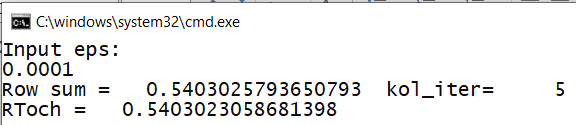 C:\windows\system32\cmd.exe
Input eps:
0.0001
Row sum =   0.5403025793650793  kol_iter=     5
RToch =   0.5403023058681398